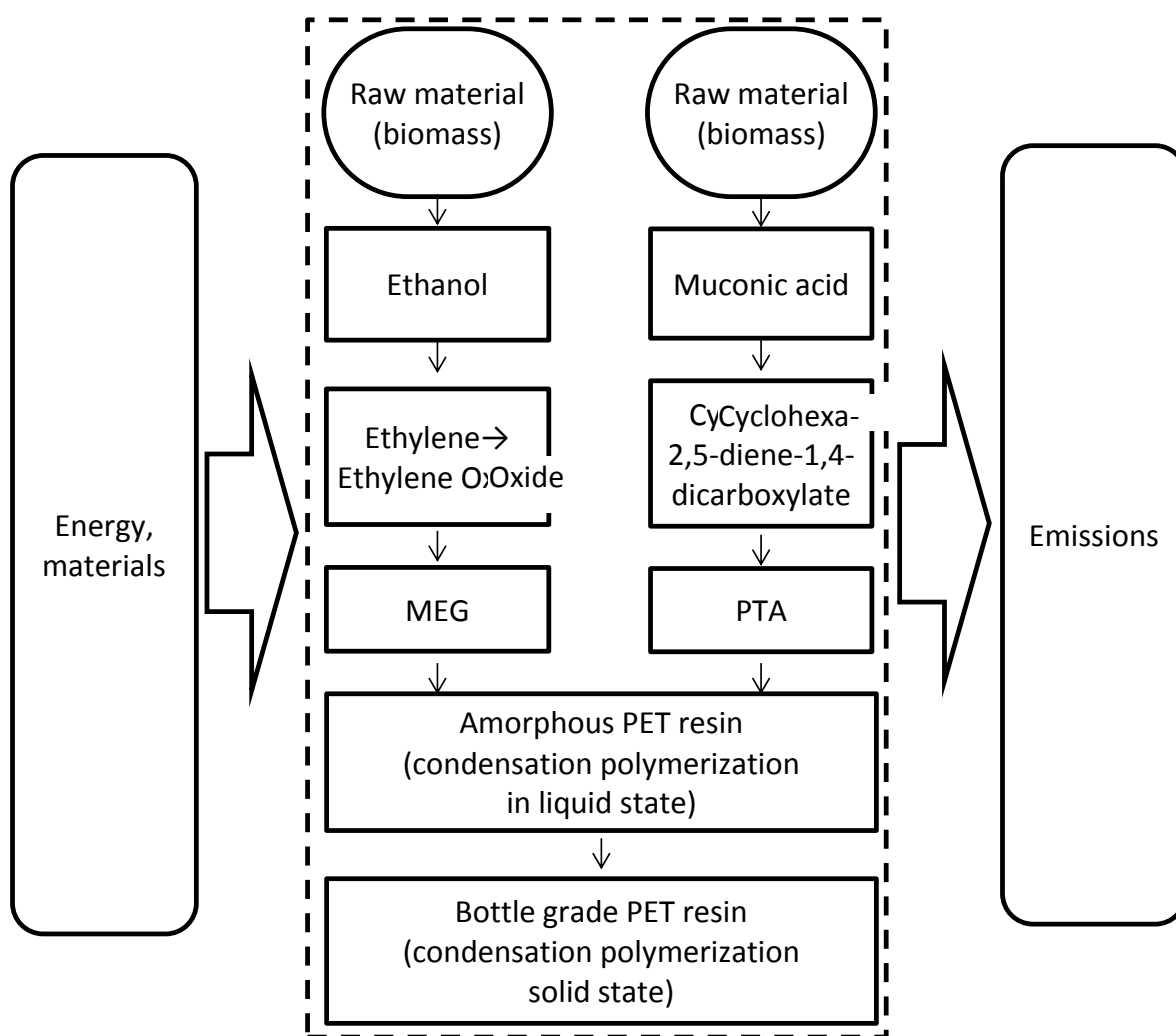 Raw material
(biomass)
Raw material
(biomass)
Ethanol
Muconic acid
Ethylene→
Ethylene Oxide
CyCyclohexa-
2,5-diene-1,4-
dicarboxylate
MEG
PTA
Amorphous PET resin
(condensation polymerization
in liquid state)
Bottle grade PET resin
(condensation polymerization
solid state)
Energy,
materials
Emissions